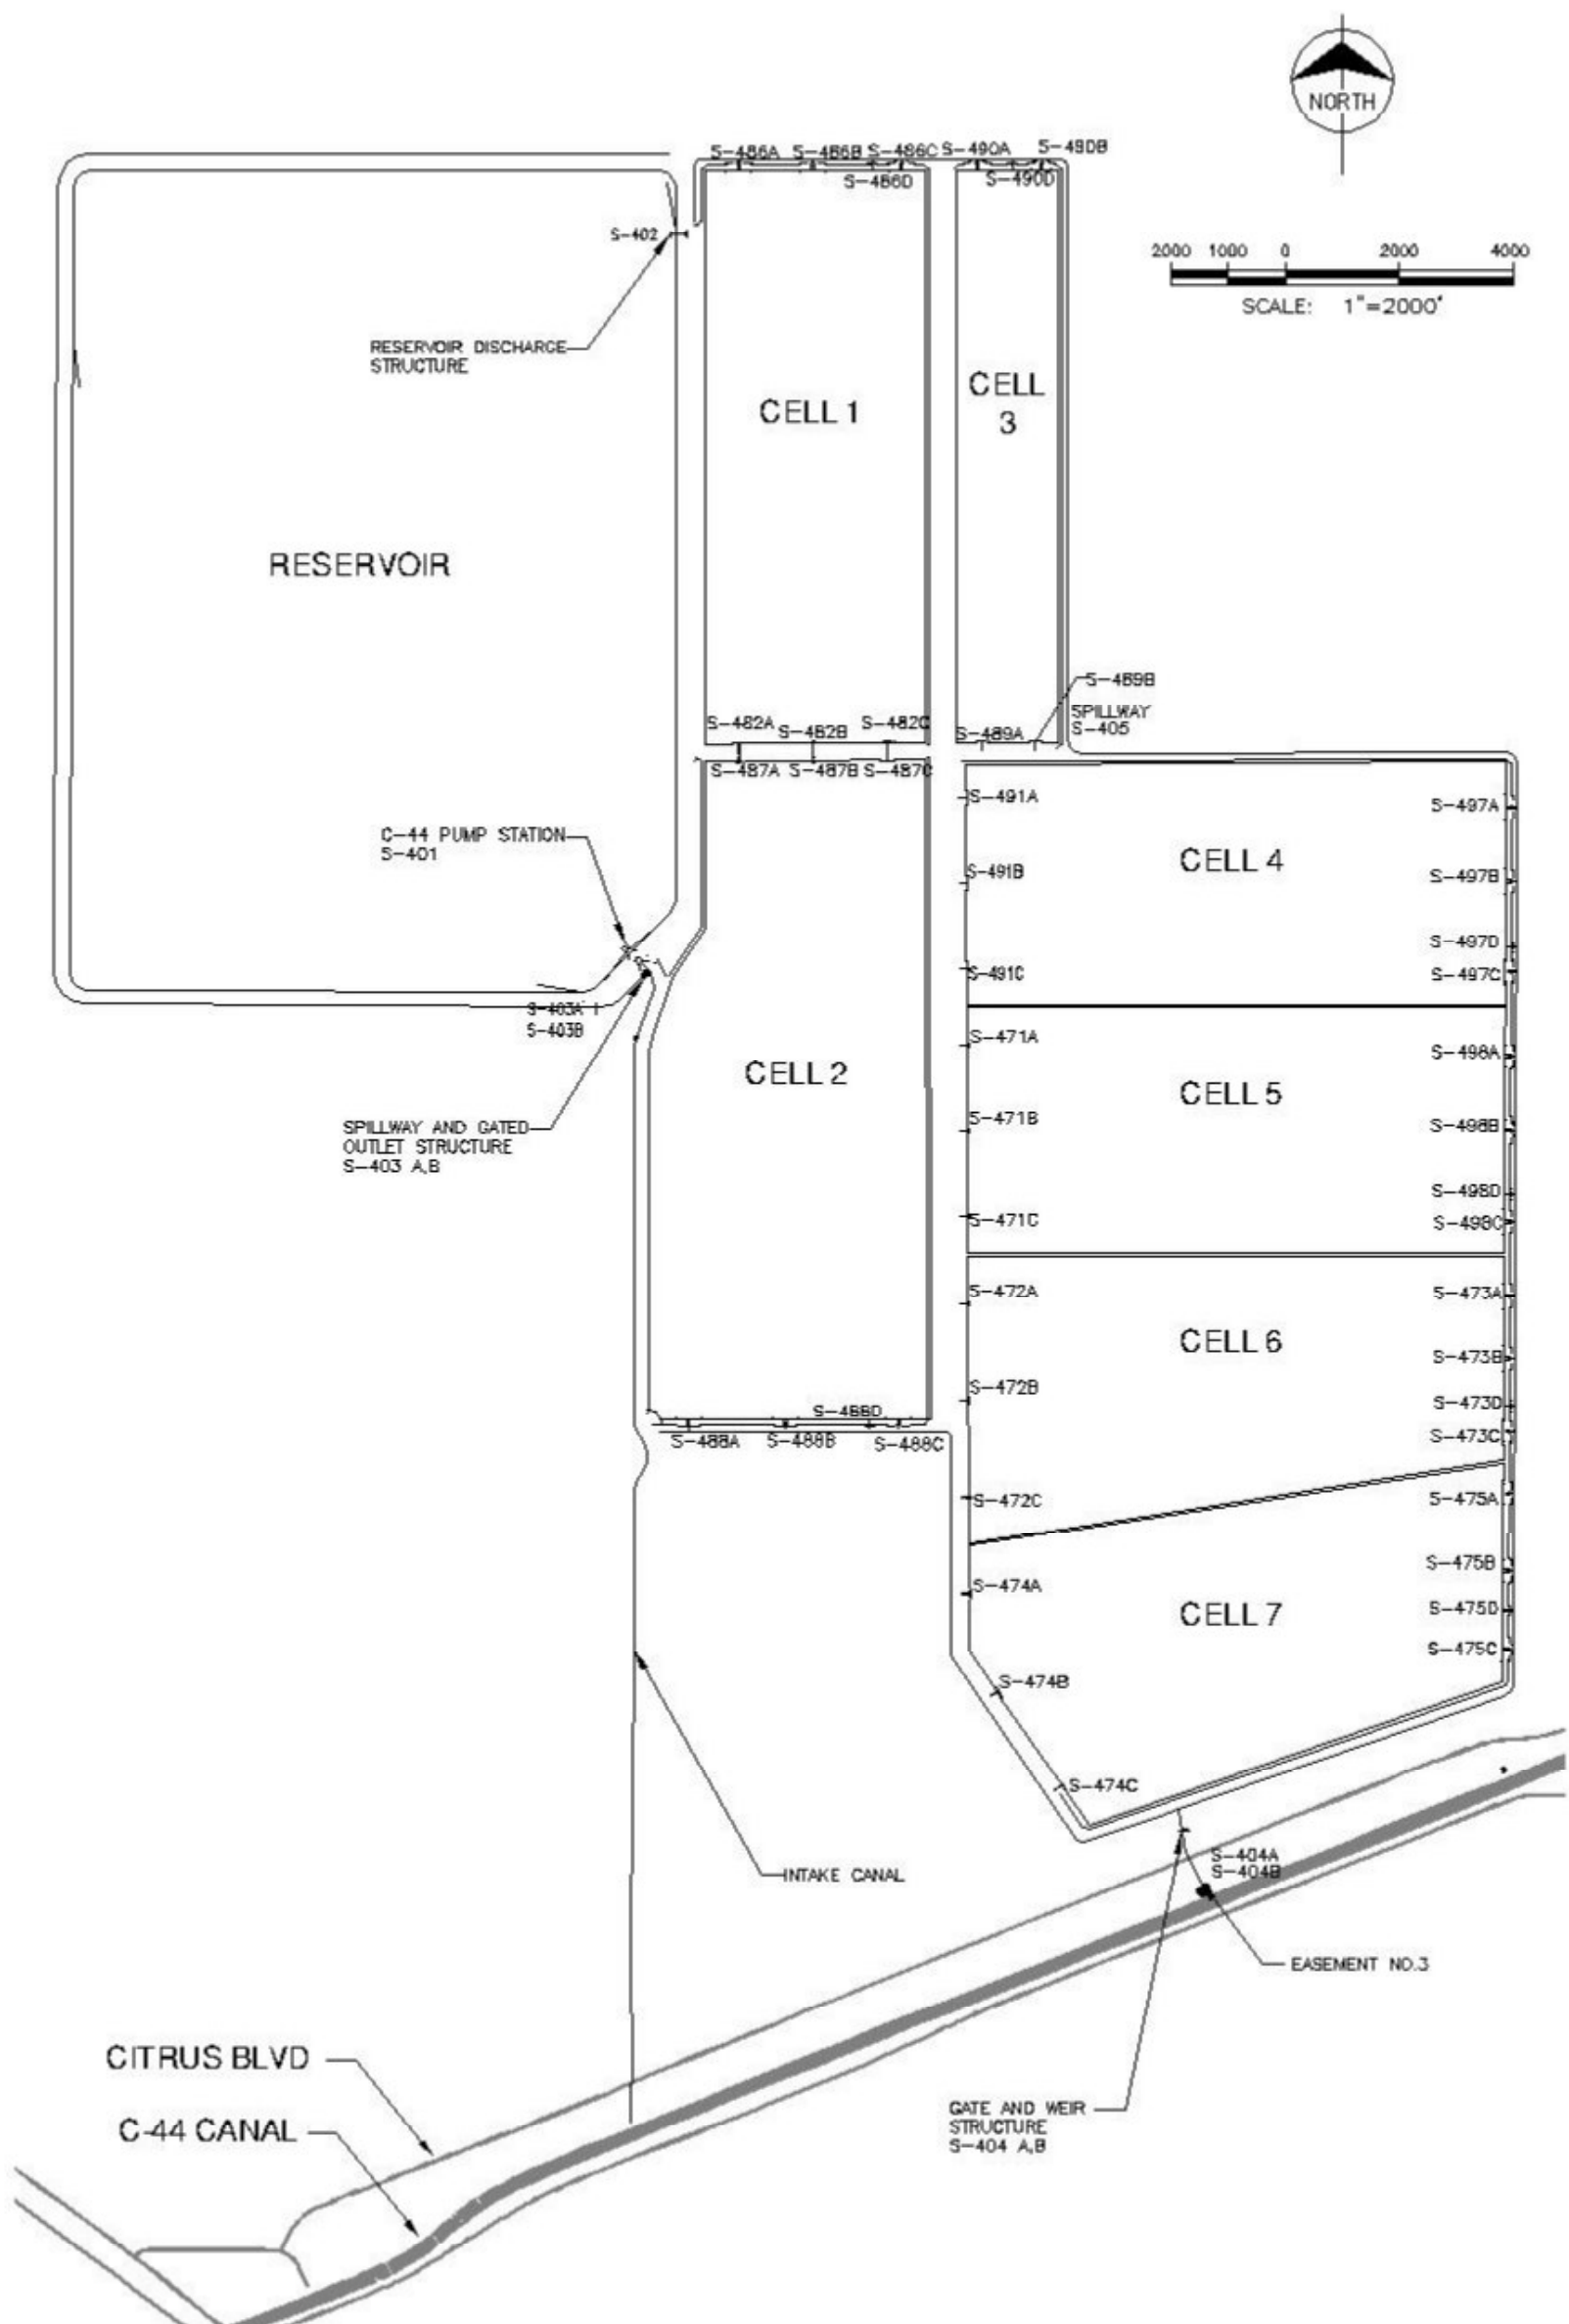 NORTH
S-486A S-486B S-486C S-490A S-490B
S-486D S-490D
S-402
2000 1000 0 2000 4000
SCALE: 1"=2000'
RESERVOIR DISCHARGE
STRUCTURE
CELL 1
CELL
3
RESERVOIR
S-489B
SPILLWAY
S-405
S-482A S-482B S-482C S-489A
S-487A S-487B S-487C
S-491A S-497A
C-44 PUMP STATION
S-401
CELL 4
S-491B S-497B
S-497D
S-491C S-497C
S-403A
S-403B
S-471A S-498A
CELL 2
CELL 5
S-471B S-498B
SPILLWAY AND GATED
OUTLET STRUCTURE
S-403 A,B
S-498D
S-471C S-498C
S-472A S-473A
CELL 6
S-473B
S-472B S-473D
S-488D
S-488A S-488B S-488C S-473C
S-472C S-475A
S-475B
S-474A
CELL 7
S-475D
S-475C
S-474B
S-474C
S-404A
S-404B
INTAKE CANAL
EASEMENT NO.3
CITRUS BLVD
C-44 CANAL
GATE AND WEIR
STRUCTURE
S-404 A,B